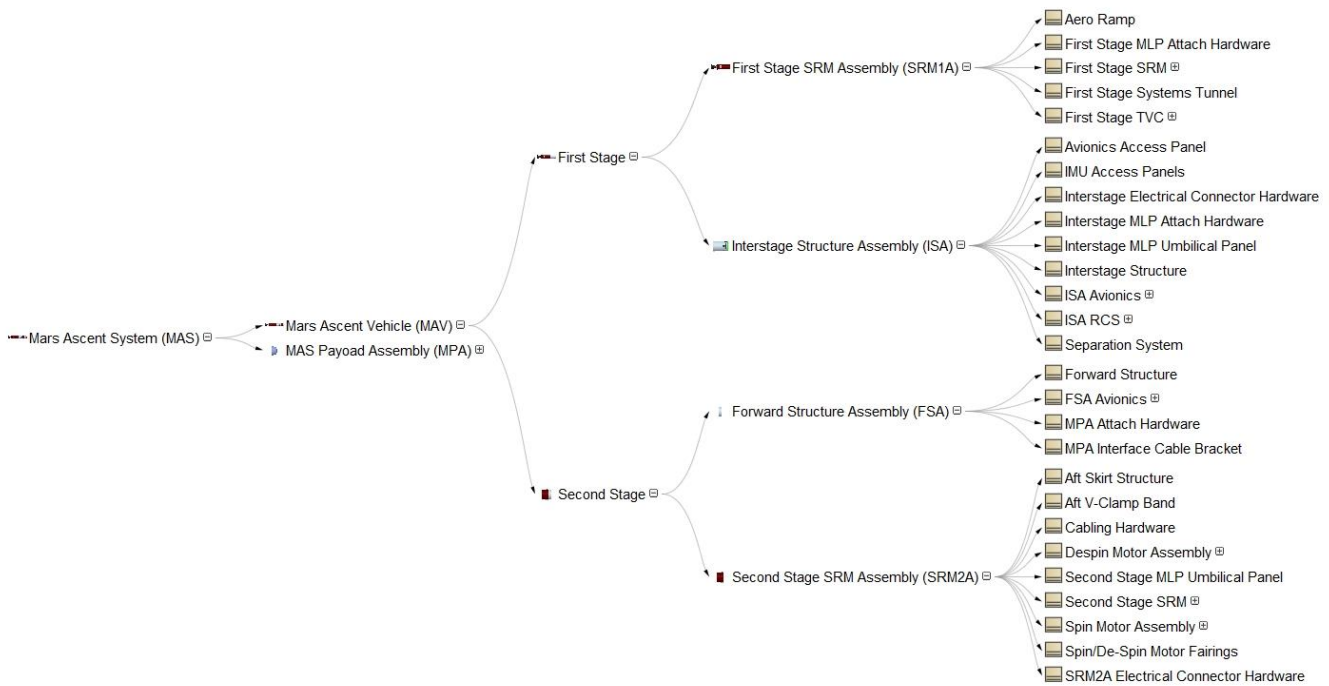 Mars Ascent System (MAS)
Mars Ascent Vehicle (MAV)
MAS Payoad Assembly (MPA)
First Stage
Second Stage
First Stage SRM Assembly (SRM1A)
Interstage Structure Assembly (ISA)
Forward Structure Assembly (FSA)
Second Stage SRM Assembly (SRM2A)
Aero Ramp
First Stage MLP Attach Hardware
First Stage SRM
First Stage Systems Tunnel
First Stage TVC
Avionics Access Panel
IMU Access Panels
Interstage Electrical Connector Hardware
Interstage MLP Attach Hardware
Interstage MLP Umbilical Panel
Interstage Structure
ISA Avionics
ISA RCS
Separation System
Forward Structure
FSA Avionics
MPA Attach Hardware
MPA Interface Cable Bracket
Aft Skirt Structure
Aft V-Clamp Band
Cabling Hardware
Despin Motor Assembly
Second Stage MLP Umbilical Panel
Second Stage SRM
Spin Motor Assembly
Spin/De-Spin Motor Fairings
SRM2A Electrical Connector Hardware